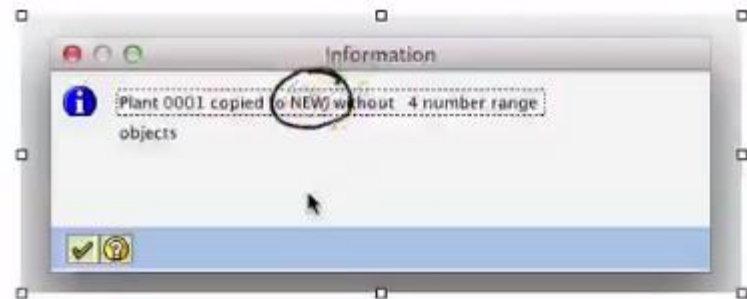 Information
Plant 0001 copied to NEW) without 4 number range
objects